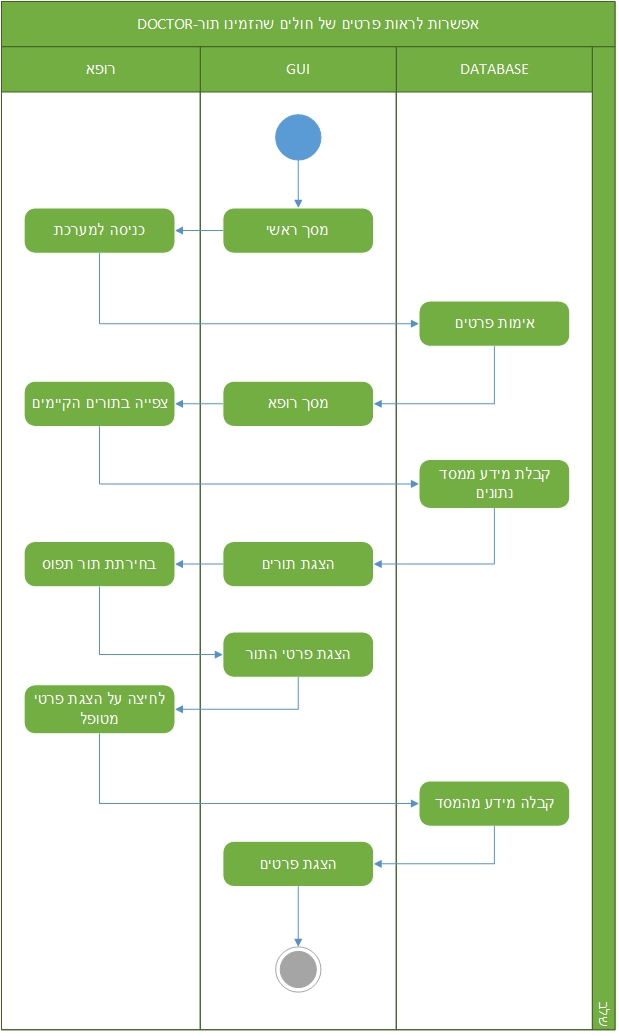 אפשרות לראות פרטים של חולים שהזמינו תור-DOCTOR
רופא
GUI
DATABASE
מסך ראשי
כניסה למערכת
אימות פרטים
מסך רופא
צפייה בתורים הקיימים
קבלת מידע ממסד
נתונים
הצגת תורים
בחירתת תור תפוס
הצגת פרטי התור
לחיצה על הצגת פרטי
מטופל
קבלה מידע מהמסד
הצגת פרטים
שלב